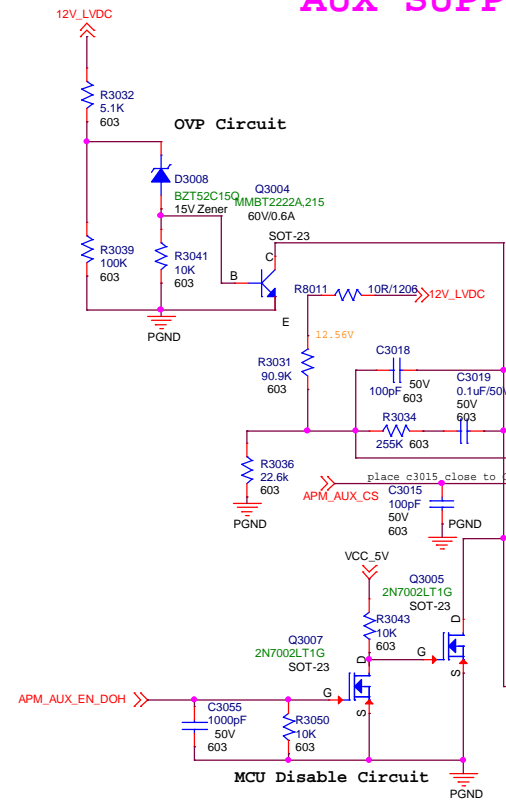 AUX SUPP
12V_LVDC
R3032
5.1K
603
OVP Circuit
D3008
BZT52C15Q
15V Zener
Q3004
MMBT2222A,215
60V/0.6A
SOT-23
C
B
E
R3039
100K
603
R3041
10K
603
PGND
R8011
10R/1206
12V_LVDC
12.56V
R3031
90.9K
603
C3018
100pF
50V
603
C3019
0.1uF/50V
50V
603
R3034
255K 603
R3036
22.6k
603
PGND
place c3015 close to
APM_AUX_CS
C3015
100pF
50V
603
PGND
VCC_5V
Q3005
2N7002LT1G
SOT-23
R3043
10K
603
D
G
S
Q3007
2N7002LT1G
SOT-23
D
G
S
APM_AUX_EN_DOH
C3055
1000pF
50V
603
R3050
10K
603
MCU Disable Circuit
PGND